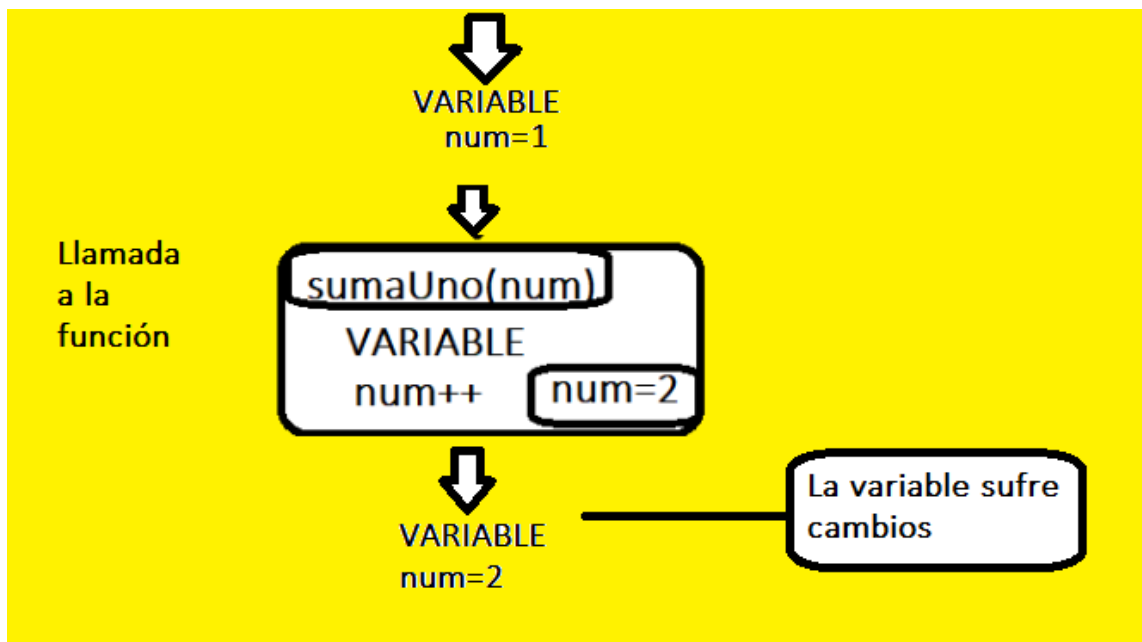 VARIABLE
num=1
Llamada
a la
función
sumaUno(num)
VARIABLE
num++
num=2
VARIABLE
num=2
La variable sufre
cambios